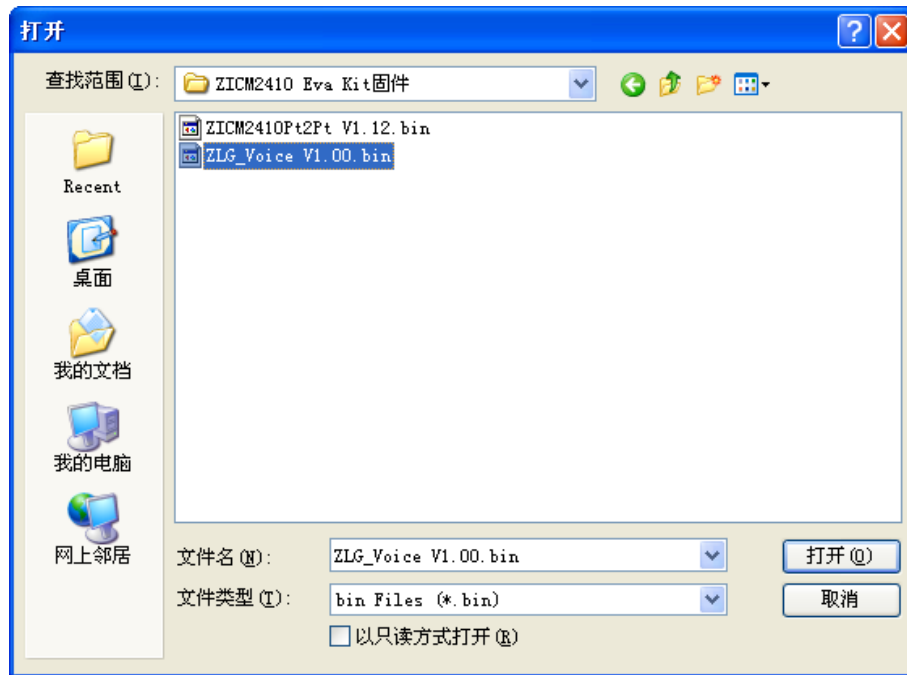 打开
查找范围(I): ZICM2410 Eva Kit固件
ZICM2410Pt2Pt V1.12.bin
ZLG_Voice V1.00.bin
Recent
桌面
我的文档
我的电脑
网上邻居
文件名(N): ZLG_Voice V1.00.bin 打开(O)
文件类型(T): bin Files (*.bin) 取消
以只读方式打开(R)